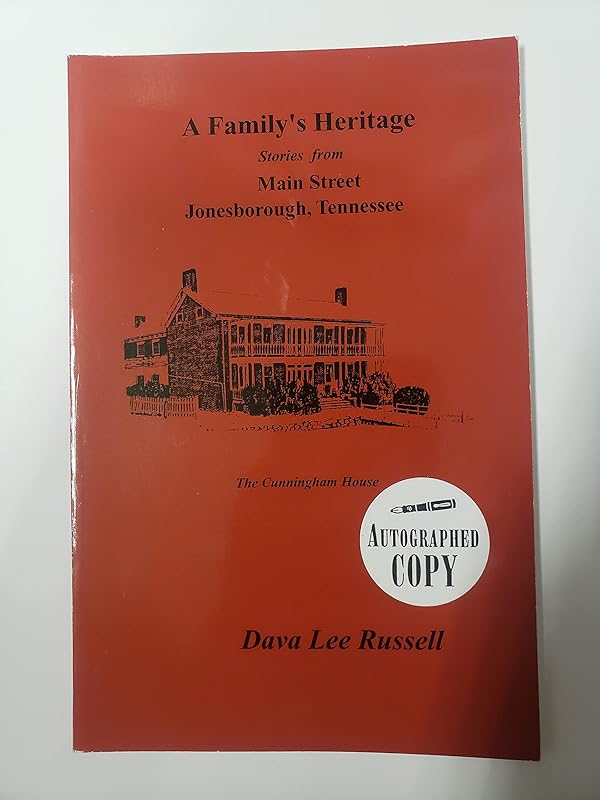 A Family's Heritage
Stories from
Main Street
Jonesborough, Tennessee
The Cunningham House
AUTOGRAPHED
COPY
Dava Lee Russell